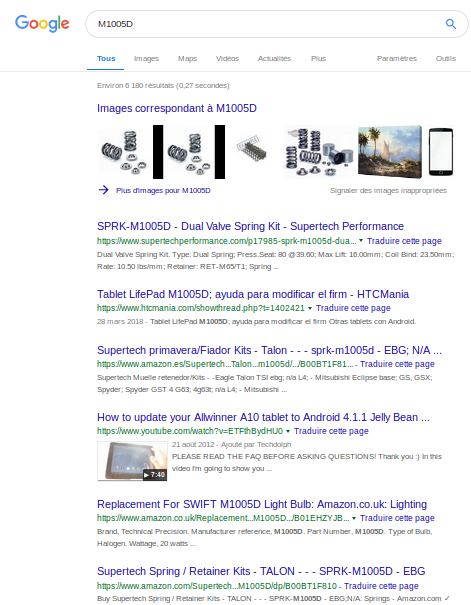 Google
M1005D
Tous Images Maps Vidéos Actualités Plus Paramètres Outils
Environ 6 180 résultats (0,27 secondes)
Images correspondant à M1005D
Plus d'images pour M1005D Signaler des images inappropriées
SPRK-M1005D - Dual Valve Spring Kit - Supertech Performance
https://www.supertechperformance.com/p17985-sprk-m1005d-dua... Traduire cette page
Dual Valve Spring Kit. Type: Dual Spring; Press.Seat: 80 @39.60; Max Lift: 16.00mm; Coil Bind: 23.50mm;
Rate: 10.50 lbs/mm; Retainer: RET-M65/T1; Spring ...
Tablet LifePad M1005D; ayuda para modificar el firm - HTCMania
https://www.htcmania.com/showthread.php?t=1402421 Traduire cette page
28 mars 2018 - Tablet LifePad M1005D; ayuda para modificar el firm Otras tablets con Android.
Supertech primavera/Fiador Kits - Talon - - - sprk-m1005d - EBG; N/A ...
https://www.amazon.es/Supertech...Talon...m1005d/.../B00BT1F81... - Traduire cette page
Supertech Muelle retenedor/Kits - -Eagle Talon TSI ebg; n/a L4; - Mitsubishi Eclipse base; GS, GSX;
Spyder; Spyder GST 4 G63; 4g63t; n/a L4; - Mitsubishi ...
How to update your Allwinner A10 tablet to Android 4.1.1 Jelly Bean ...
https://www.youtube.com/watch?v=ETFthBydHU0 Traduire cette page
21 août 2012 - Ajouté par Techdolph
PLEASE READ THE FAQ BEFORE ASKING QUESTIONS! Thank you :) In this
video I'm going to show you ...
7:40
Replacement For SWIFT M1005D Light Bulb: Amazon.co.uk: Lighting
https://www.amazon.co.uk/Replacement...M1005D.../B01EHZYJB... Traduire cette page
Brand, Technical Precision. Manufacturer reference, M1005D. Part Number, M1005D. Type of Bulb,
Halogen. Wattage, 20 watts ...
Supertech Spring / Retainer Kits - TALON - - - SPRK-M1005D - EBG
https://www.amazon.com/Supertech...M1005D/dp/B00BT1F810 - Traduire cette page
Buy Supertech Spring / Retainer Kits - TALON - - - SPRK-M1005D - EBG;N/A: Springs - Amazon.com ✓